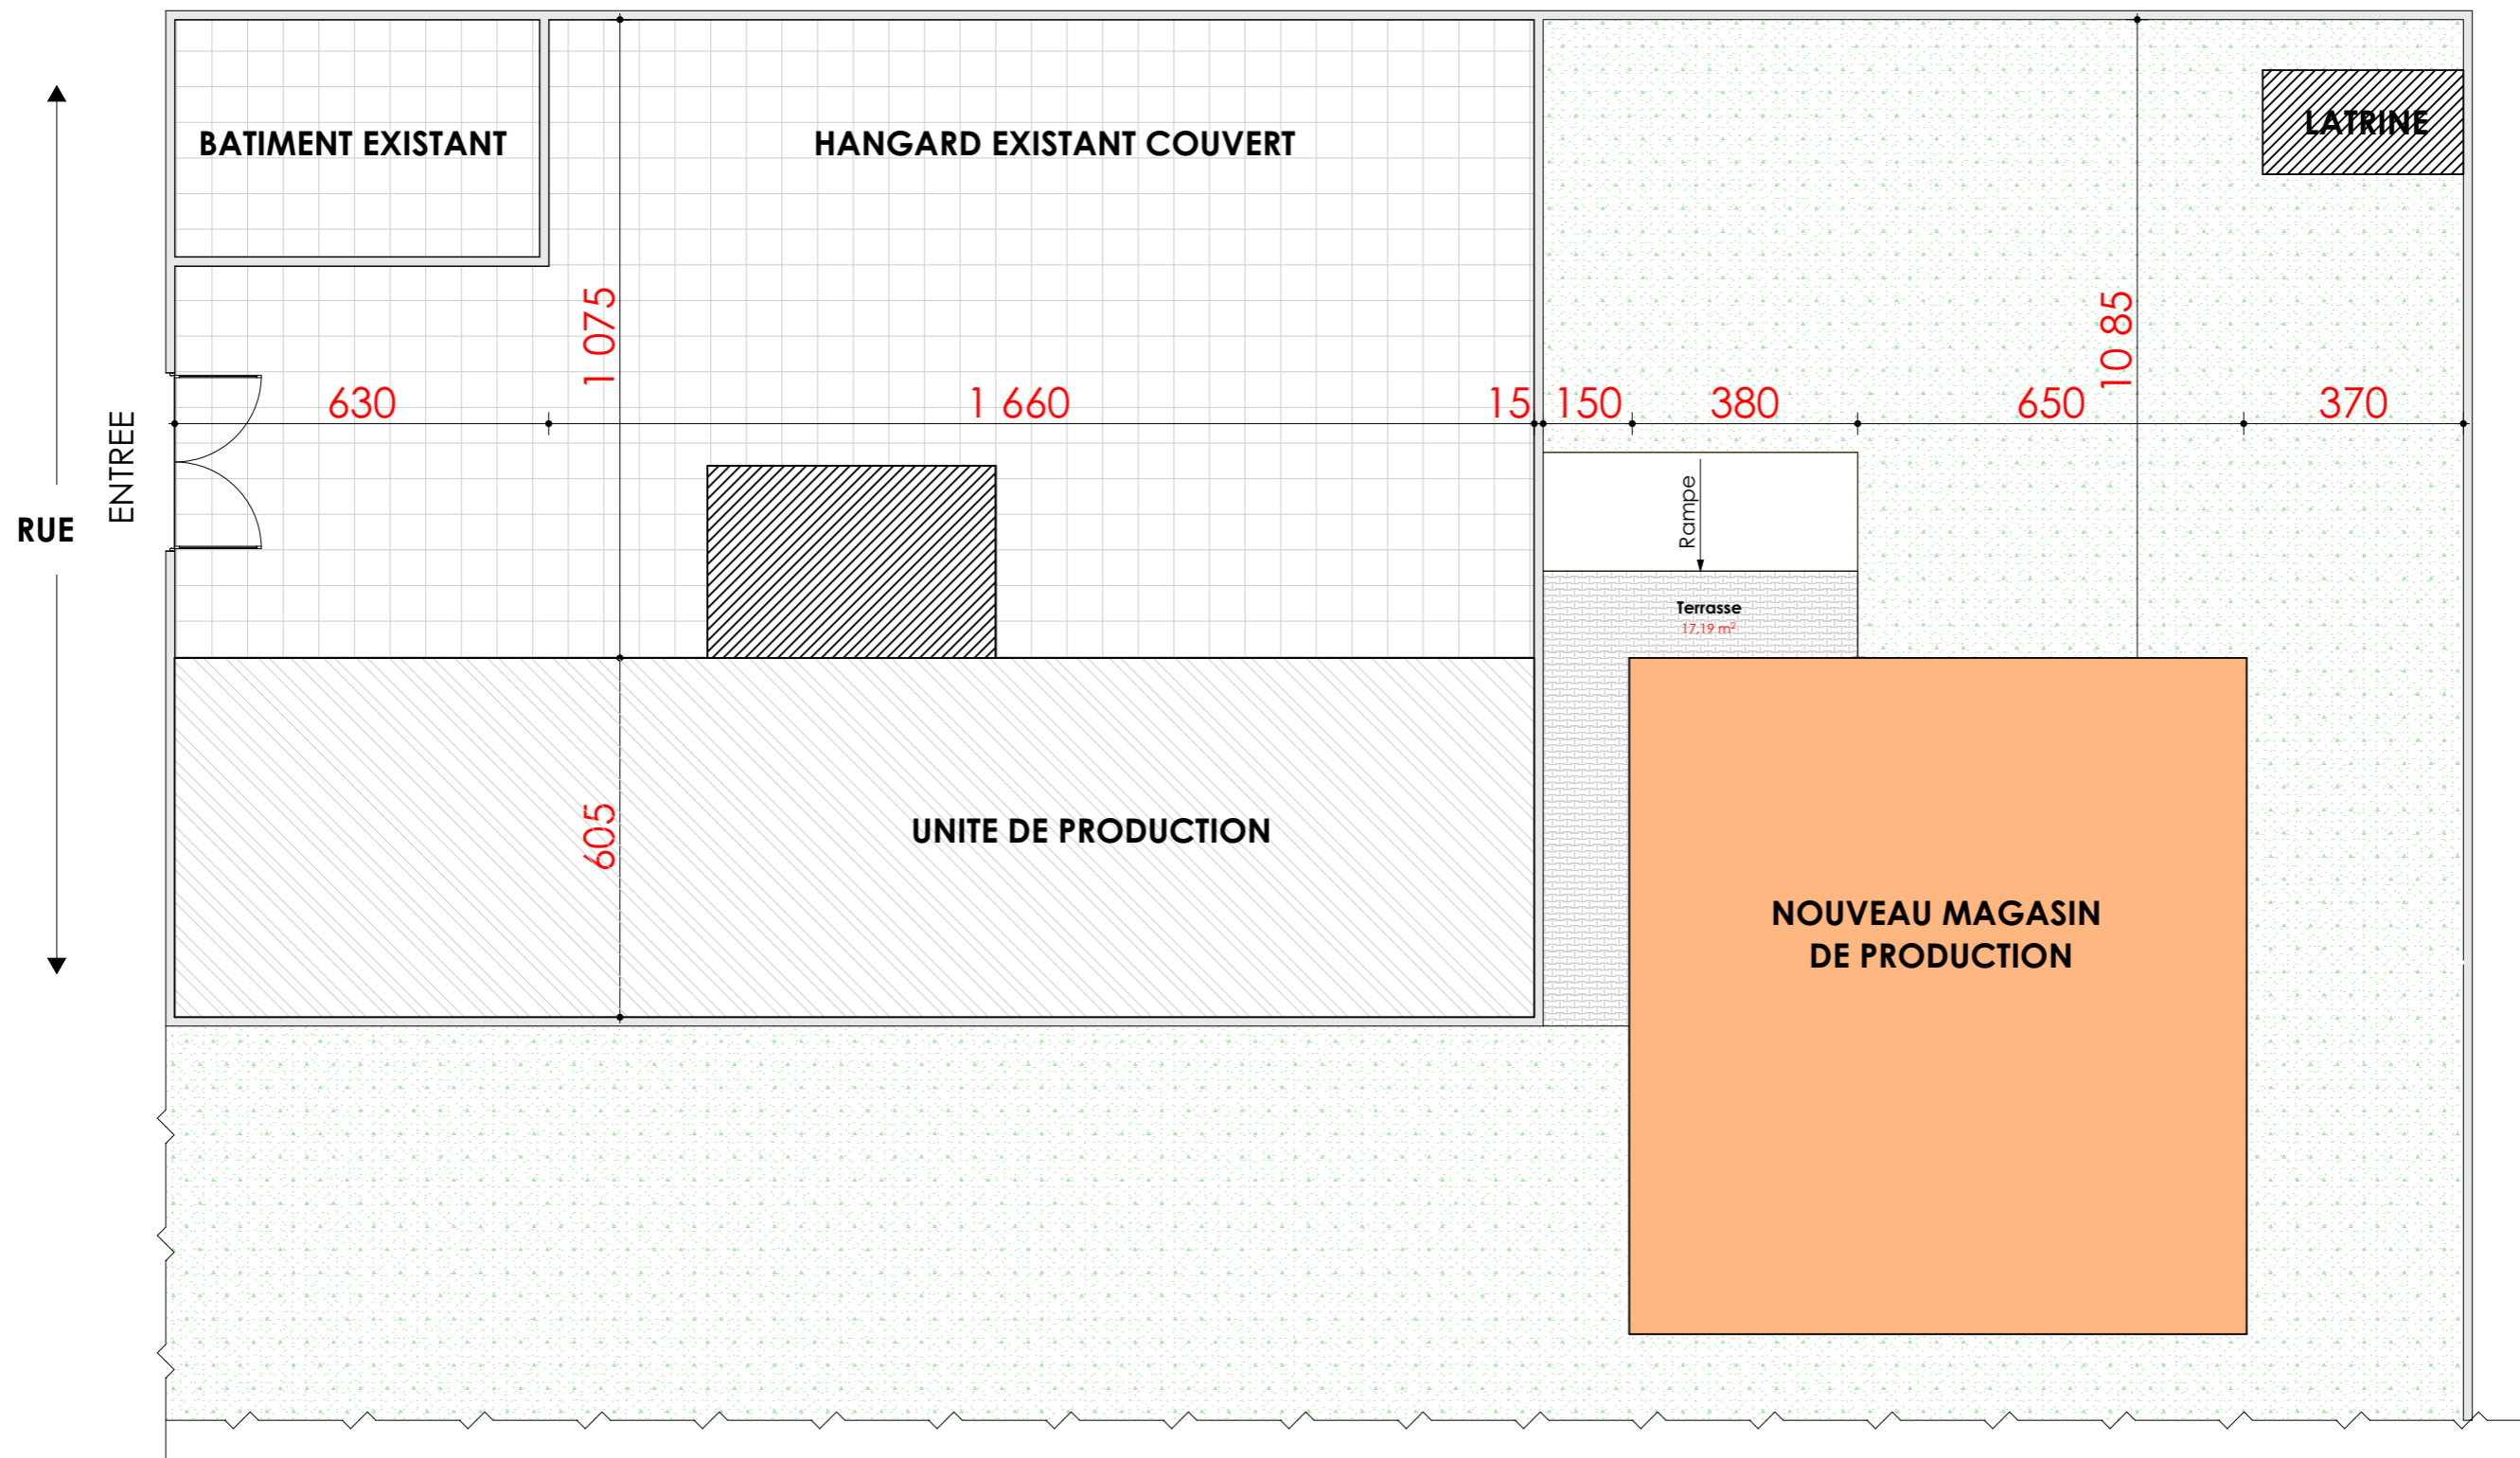 BATIMENT EXISTANT
HANGARD EXISTANT COUVERT
LATRINE
1 075
10 85
630
1 660
15
150
380
650
370
ENTREE
RUE
Rampe
Terrasse
17,19 m²
605
UNITE DE PRODUCTION
NOUVEAU MAGASIN
DE PRODUCTION